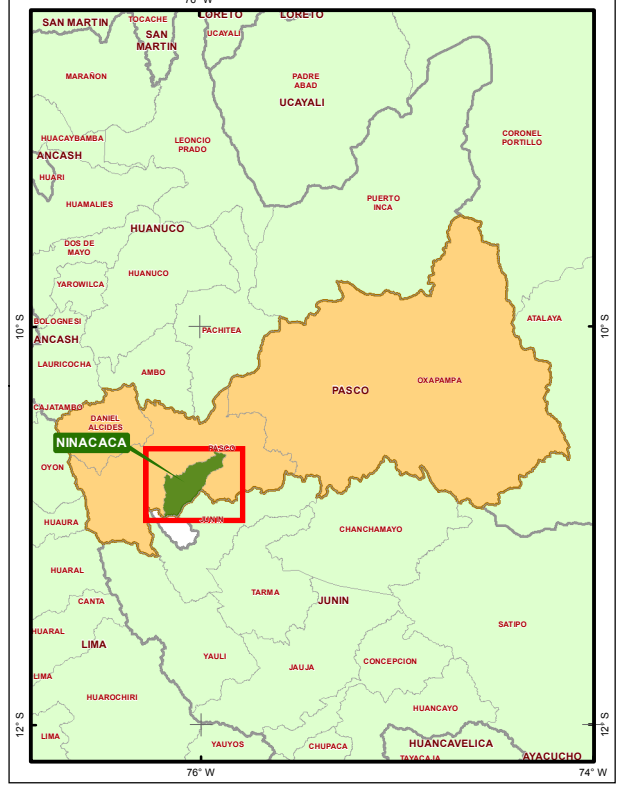 76° W
SAN MARTIN
TOCACHE
LORETO
LORETO
UCAYALI
SAN
MARTIN
MARAÑON
PADRE
ABAD
UCAYALI
HUACAYBAMBA
LEONCIO
PRADO
CORONEL
PORTILLO
ANCASH
HUARI
HUAMALIES
PUERTO
INCA
HUANUCO
DOS DE
MAYO
HUANUCO
YAROWILCA
BOLOGNESI
10° S
PACHITEA
ATALAYA
10° S
ANCASH
LAURICOCHA
AMBO
PASCO
OXAPAMPA
CAJATAMBO
DANIEL
ALCIDES
NINACACA
PASCO
OYON
HUAURA
JUNIN
CHANCHAMAYO
HUARAL
CANTA
TARMA
JUNIN
SATIPO
HUARAL
LIMA
YAULI
JAUJA
CONCEPCION
LIMA
HUAROCHIRI
HUANCAYO
12° S
LIMA
YAUYOS
CHUPACA
HUANCAVELICA
12° S
TAYACAJA
AYACUCHO
76° W
74° W